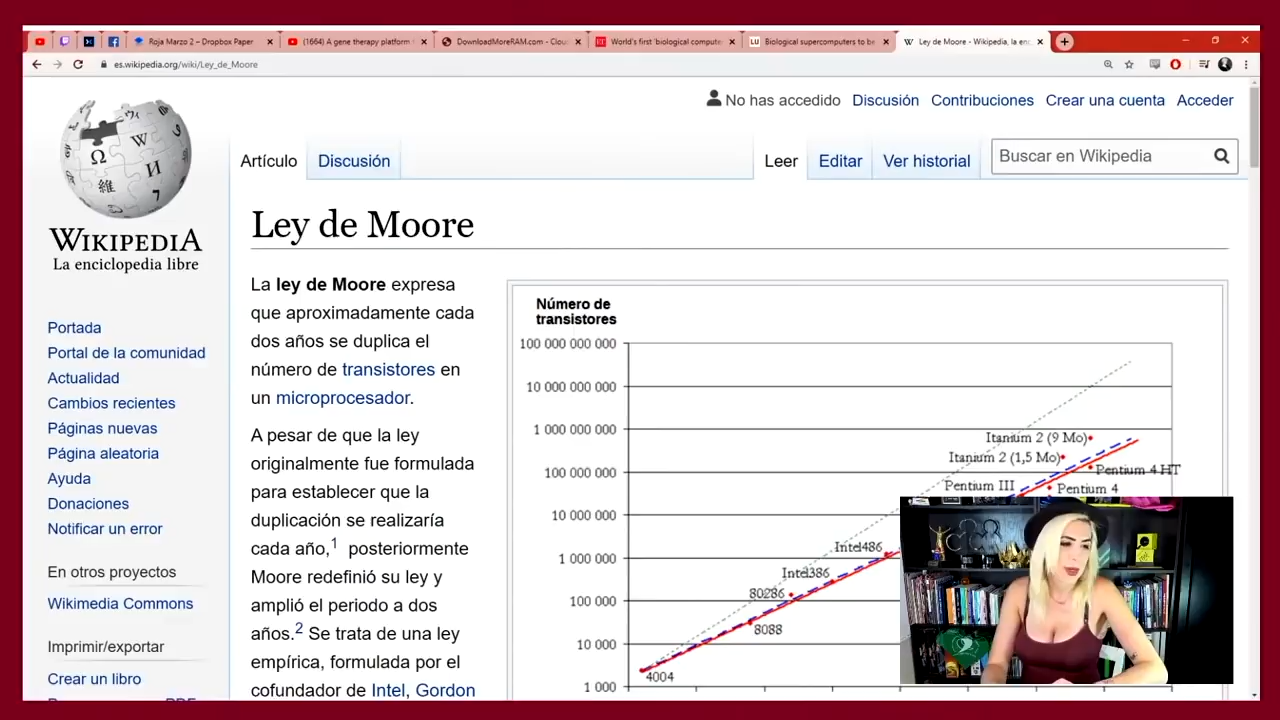 Roja Marzo 2 – Dropbox Paper
(1664) A gene therapy platform
DownloadMoreRAM.com - Clou
World's first 'biological compute
Biological supercomputers to be
Ley de Moore - Wikipedia, la enc
es.wikipedia.org/wiki/Ley_de_Moore
No has accedido Discusión Contribuciones Crear una cuenta Acceder
Artículo Discusión Leer Editar Ver historial Buscar en Wikipedia
WIKIPEDIA
La enciclopedia libre
Portada
Portal de la comunidad
Actualidad
Cambios recientes
Páginas nuevas
Página aleatoria
Ayuda
Donaciones
Notificar un error
En otros proyectos
Wikimedia Commons
Imprimir/exportar
Crear un libro
Ley de Moore
La ley de Moore expresa
que aproximadamente cada
dos años se duplica el
número de transistores en
un microprocesador.
A pesar de que la ley
originalmente fue formulada
para establecer que la
duplicación se realizaría
cada año,1 posteriormente
Moore redefinió su ley y
amplió el periodo a dos
años.2 Se trata de una ley
empírica, formulada por el
cofundador de Intel, Gordon
Número de
transistores
100 000 000 000
10 000 000 000
1 000 000 000
100 000 000
10 000 000
1 000 000
100 000
10 000
1 000
Itanium 2 (9 Mo)
Itanium 2 (1,5 Mo)
Pentium 4 HT
Pentium III
Pentium 4
Intel486
Intel386
80286
8088
4004